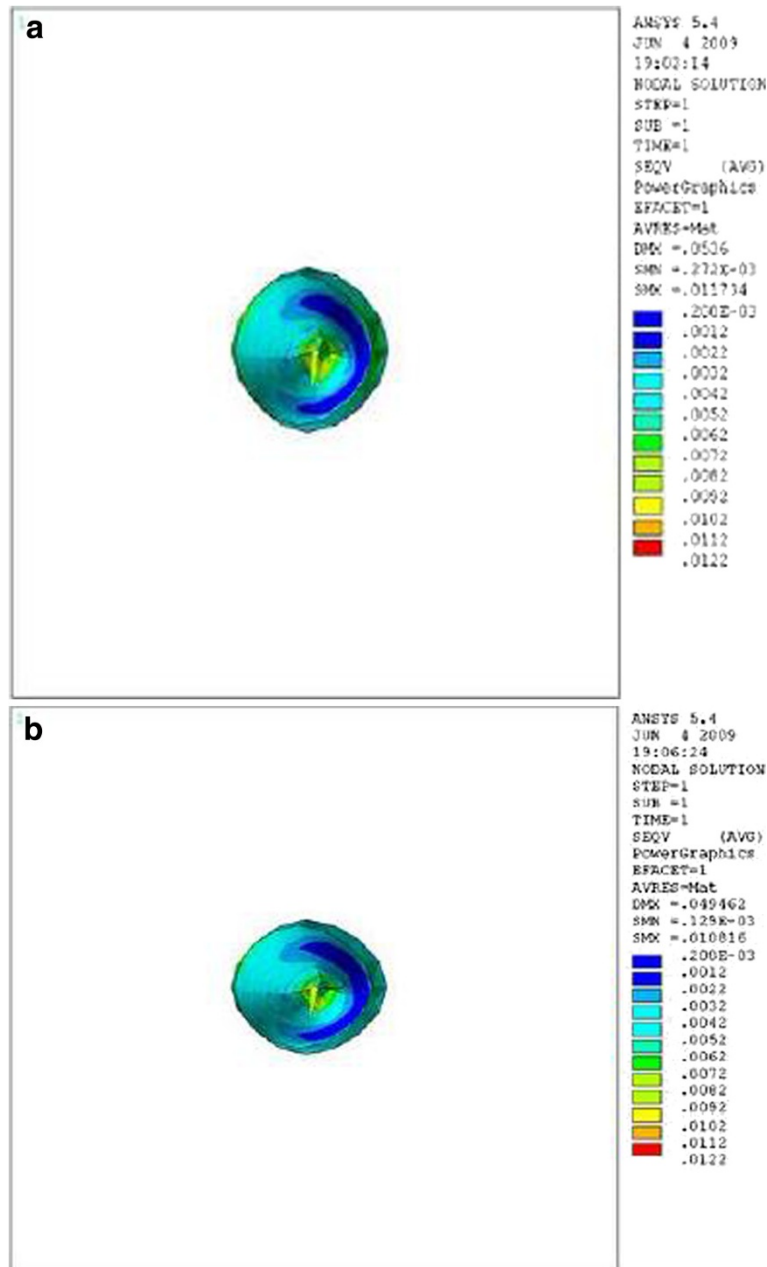 a
ANSYS 5.4
JUN 4 2009
19:02:14
NODAL SOLUTION
STEP=1
SUB =1
TIME=1
SEQV (AVG)
PowerGraphics
EFACET=1
AVRES=Mat
DMX =.0536
SMN =.272E-03
SMX =.011734
.200E-03
.0012
.0022
.0032
.0042
.0052
.0062
.0072
.0082
.0092
.0102
.0112
.0122
b
ANSYS 5.4
JUN 4 2009
19:06:24
NODAL SOLUTION
STEP=1
SUB =1
TIME=1
SEQV (AVG)
PowerGraphics
EFACET=1
AVRES=Mat
DMX =.049462
SMN =.129E-03
SMX =.010816
.200E-03
.0012
.0022
.0032
.0042
.0052
.0062
.0072
.0082
.0092
.0102
.0112
.0122